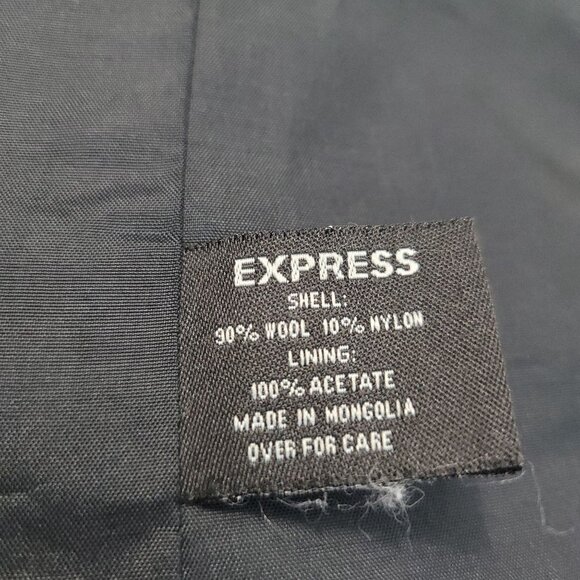 EXPRESS
SHELL:
90% WOOL 10% NYLON
LINING:
100% ACETATE
MADE IN MONGOLIA
OVER FOR CARE